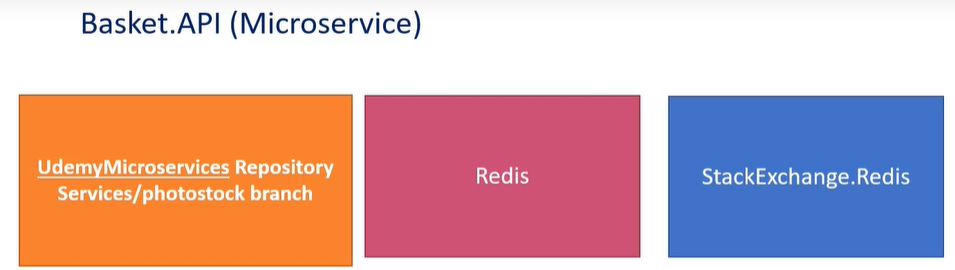 Basket.API (Microservice)
UdemyMicroservices Repository
Services/photostock branch
Redis
StackExchange.Redis